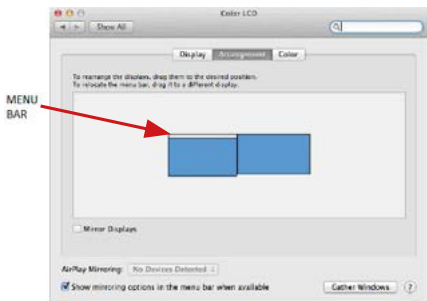 Color LCD
Show All
Display Arrangement Color
To rearrange the displays, drag them to the desired position.
To relocate the menu bar, drag it to a different display.
MENU
BAR
Mirror Displays
AirPlay Mirroring: No Devices Detected
Show mirroring options in the menu bar when available
Gather Windows ?